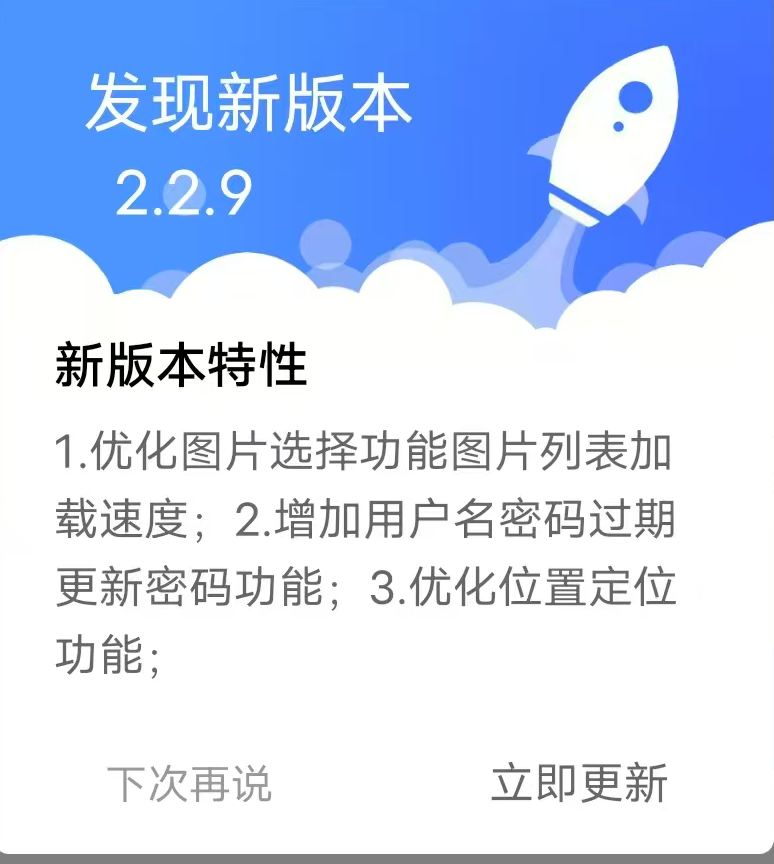 发现新版本
2.2.9
新版本特性
1.优化图片选择功能图片列表加
载速度；2.增加用户名密码过期
更新密码功能；3.优化位置定位
功能；
下次再说
立即更新